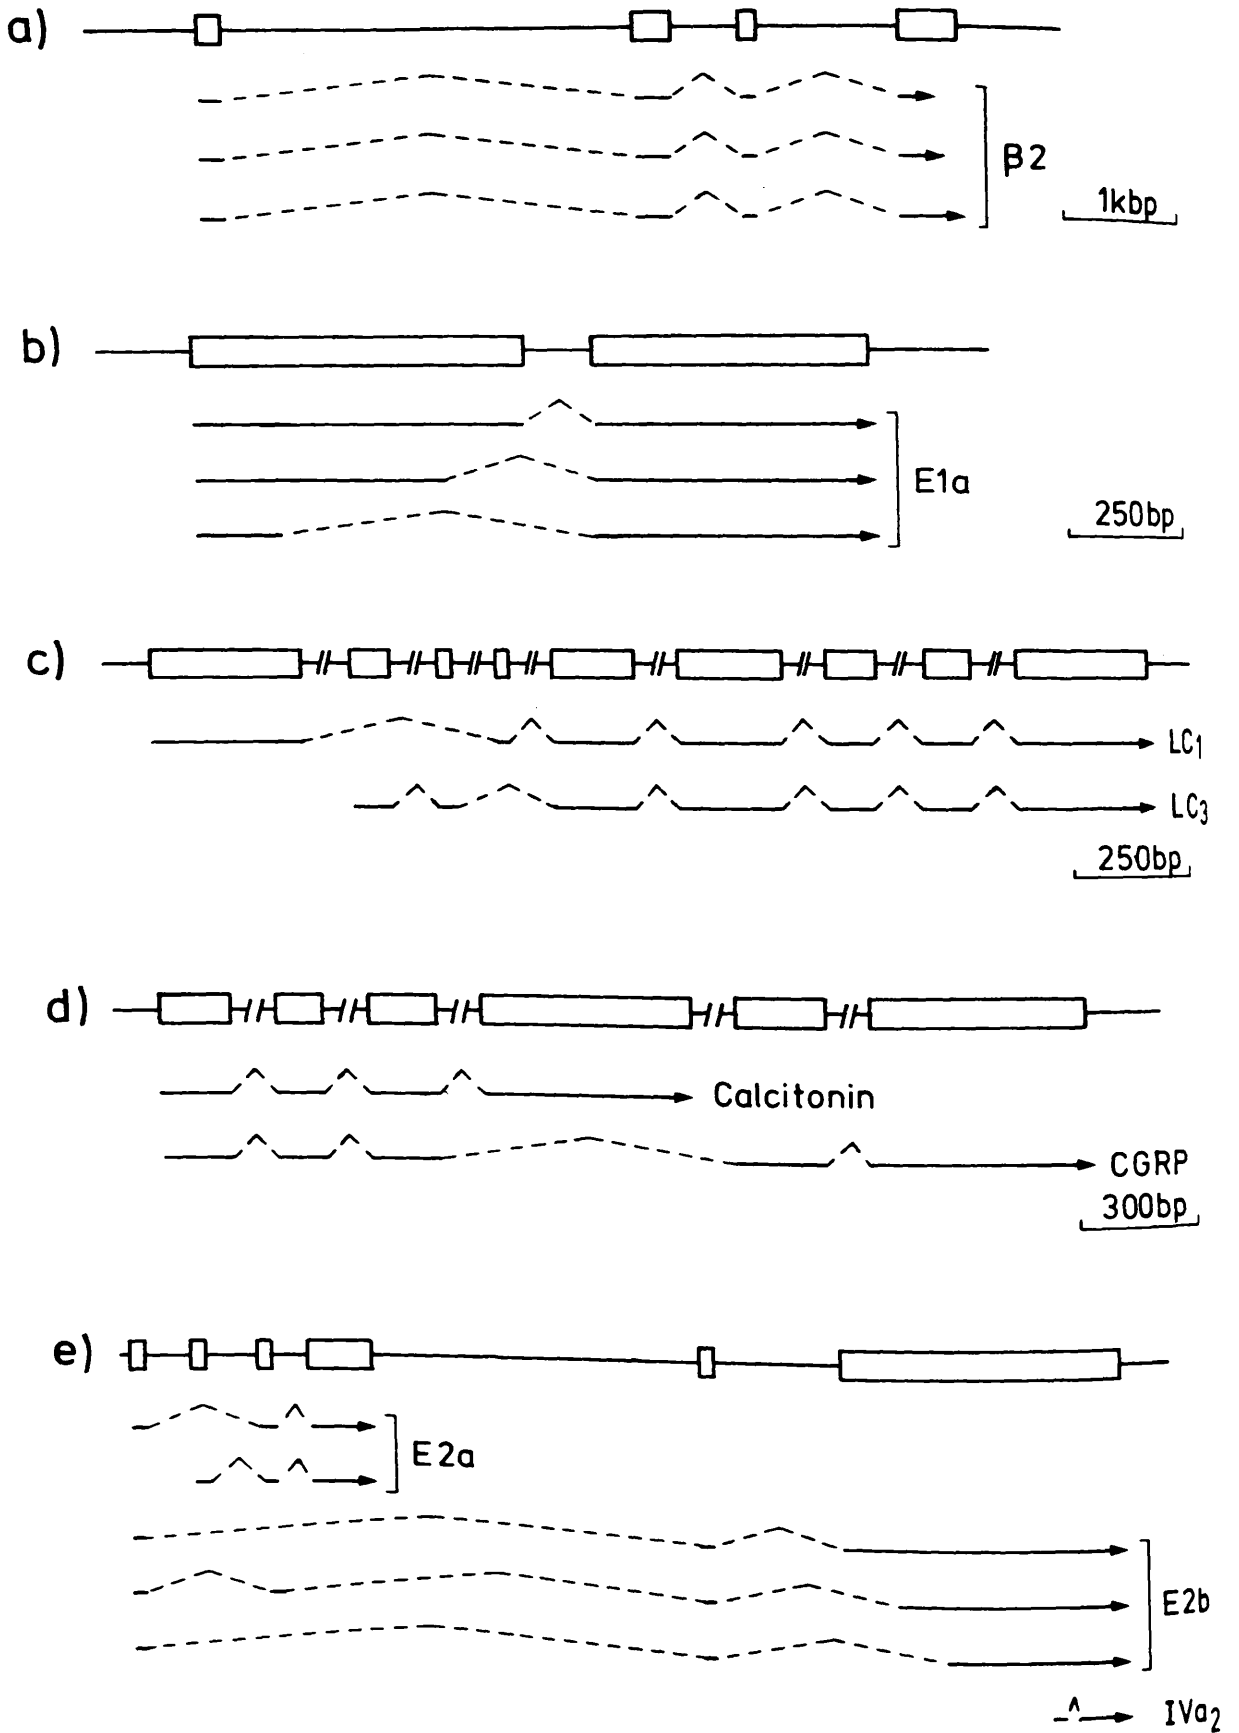 a)
β2
1kbp
b)
E1a
250bp
c)
LC1
LC3
250bp
d)
Calcitonin
CGRP
300bp
e)
E2a
E2b
IVa2